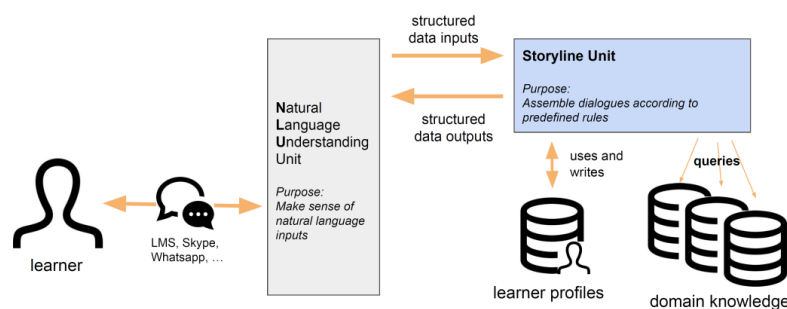 learner
LMS, Skype,
Whatsapp, ...
Natural
Language
Understanding
Unit
Purpose:
Make sense of
natural language
inputs
structured
data inputs
structured
data outputs
Storyline Unit
Purpose:
Assemble dialogues according to
predefined rules
uses and
writes
queries
learner profiles
domain knowledge